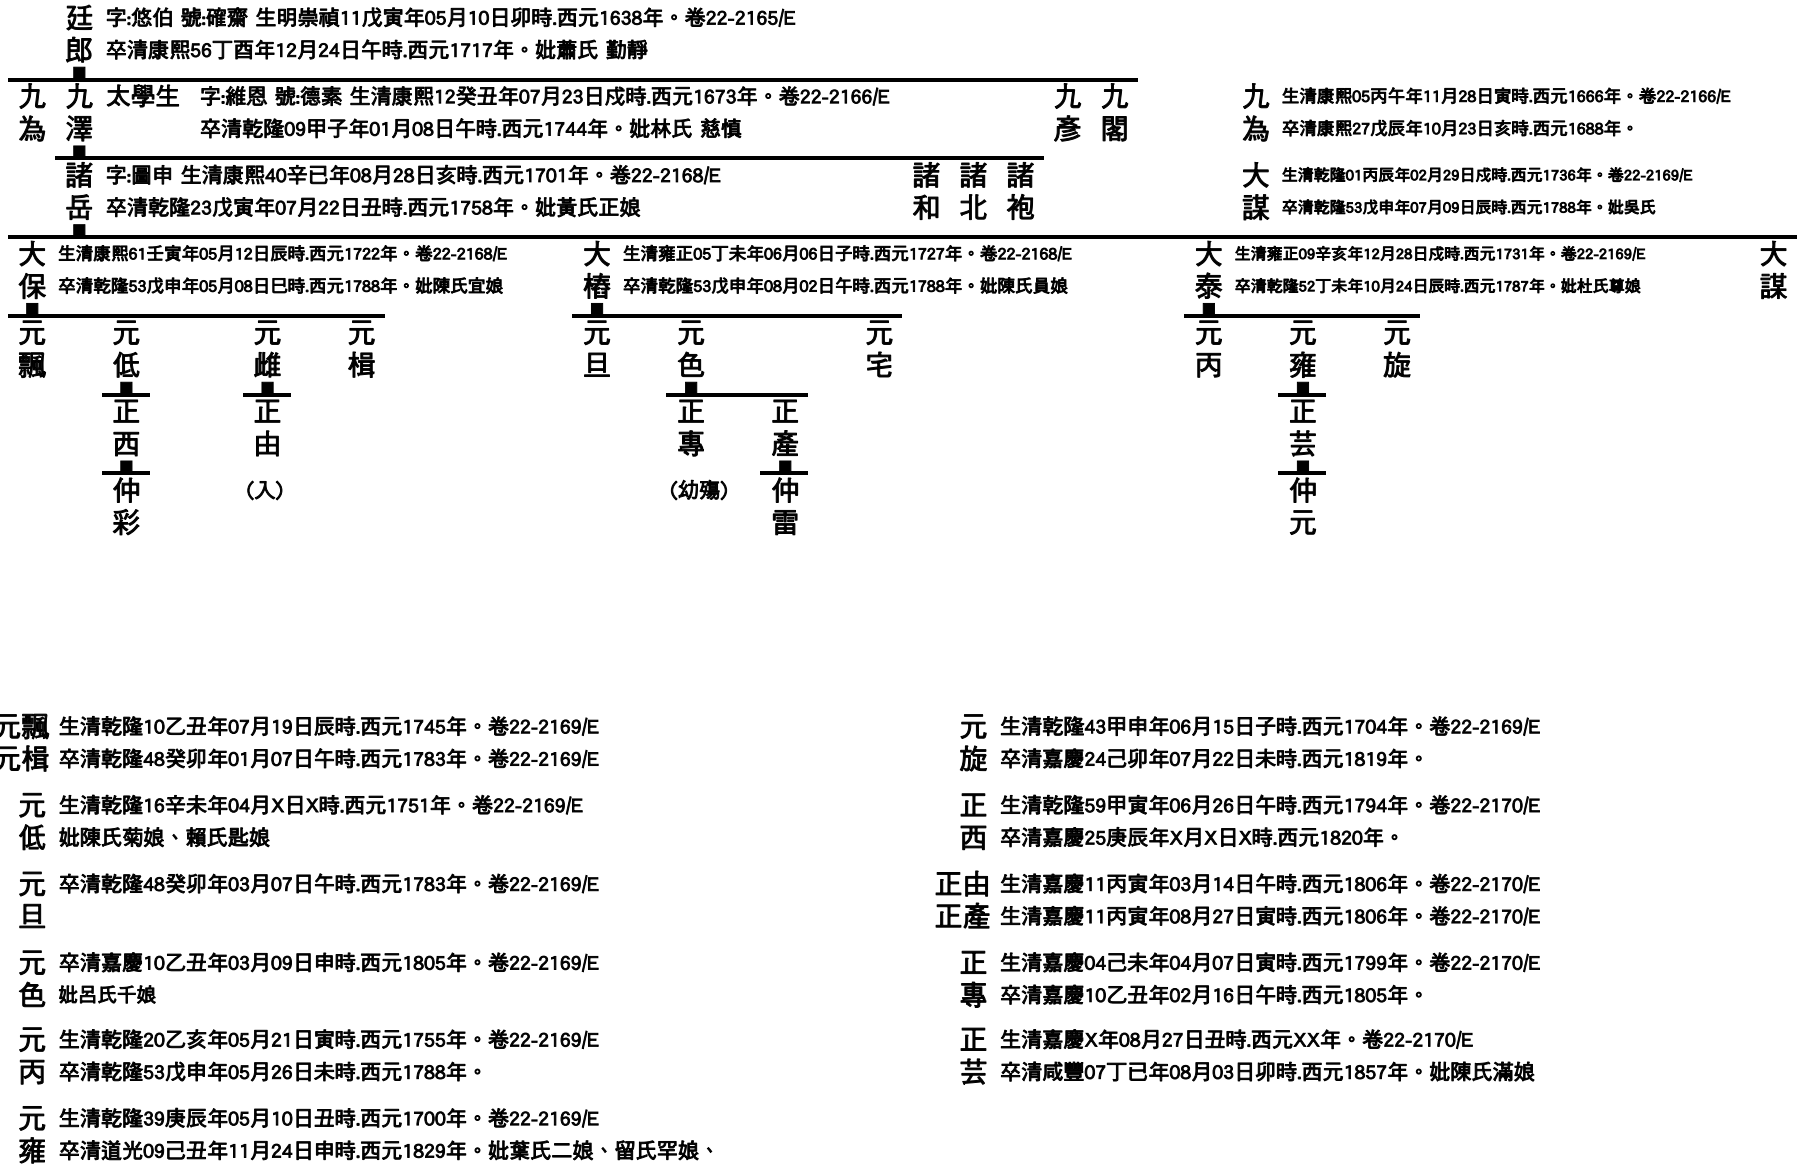 廷郎 字:悠伯 號:確齋 生明崇禎11戊寅年05月10日卯時.西元1638年。卷22-2165/E
卒清康熙56丁酉年12月24日午時.西元1717年。妣蕭氏 勤靜
九為 九澤 太學生 字:維恩 號:德素 生清康熙12癸丑年07月23日戍時.西元1673年。卷22-2166/E
卒清乾隆09甲子年01月08日午時.西元1744年。妣林氏 慈慎
九彥 九閣
九為 生清康熙05丙午年11月28日寅時.西元1666年。卷22-2166/E
卒清康熙27戊辰年10月23日亥時.西元1688年。
諸岳 字:圖申 生清康熙40辛已年08月28日亥時.西元1701年。卷22-2168/E
卒清乾隆23戊寅年07月22日丑時.西元1758年。妣黃氏正娘
諸和 諸北 諸袍
大謀 生清乾隆01丙辰年02月29日戍時.西元1736年。卷22-2169/E
卒清乾隆53戊申年07月09日辰時.西元1788年。妣吳氏
大保 生清康熙61壬寅年05月12日辰時.西元1722年。卷22-2168/E
卒清乾隆53戊申年05月08日巳時.西元1788年。妣陳氏宜娘
大樁 生清雍正05丁未年06月06日子時.西元1727年。卷22-2168/E
卒清乾隆53戊申年08月02日午時.西元1788年。妣陳氏員娘
大泰 生清雍正09辛亥年12月28日戍時.西元1731年。卷22-2169/E
卒清乾隆52丁未年10月24日辰時.西元1787年。妣杜氏尊娘
大謀
元飄 元低 元雌 元楫 元旦 元色 元宅 元丙 元雍 元旋
正西 正由 正專 正產 正芸
仲彩 (入) (幼殤) 仲雷 仲元
元飄 生清乾隆10乙丑年07月19日辰時.西元1745年。卷22-2169/E
元楫 卒清乾隆48癸卯年01月07日午時.西元1783年。卷22-2169/E
元低 生清乾隆16辛未年04月X日X時.西元1751年。卷22-2169/E
妣陳氏菊娘、賴氏匙娘
元旦 卒清乾隆48癸卯年03月07日午時.西元1783年。卷22-2169/E
元色 卒清嘉慶10乙丑年03月09日申時.西元1805年。卷22-2169/E
妣呂氏千娘
元丙 生清乾隆20乙亥年05月21日寅時.西元1755年。卷22-2169/E
卒清乾隆53戊申年05月26日未時.西元1788年。
元雍 生清乾隆39庚辰年05月10日丑時.西元1700年。卷22-2169/E
卒清道光09己丑年11月24日申時.西元1829年。妣葉氏二娘、留氏罕娘、
元旋 生清乾隆43甲申年06月15日子時.西元1704年。卷22-2169/E
卒清嘉慶24己卯年07月22日未時.西元1819年。
正西 生清乾隆59甲寅年06月26日午時.西元1794年。卷22-2170/E
卒清嘉慶25庚辰年X月X日X時.西元1820年。
正由 生清嘉慶11丙寅年03月14日午時.西元1806年。卷22-2170/E
正產 生清嘉慶11丙寅年08月27日寅時.西元1806年。卷22-2170/E
正專 生清嘉慶04己未年04月07日寅時.西元1799年。卷22-2170/E
卒清嘉慶10乙丑年02月16日午時.西元1805年。
正芸 生清嘉慶X年08月27日丑時.西元XX年。卷22-2170/E
卒清咸豐07丁已年08月03日卯時.西元1857年。妣陳氏滿娘